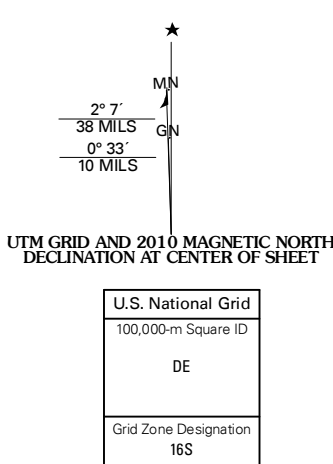 MN
2° 7´
38 MILS
GN
0° 33´
10 MILS
UTM GRID AND 2010 MAGNETIC NORTH
DECLINATION AT CENTER OF SHEET
U.S. National Grid
100,000-m Square ID
DE
Grid Zone Designation
16S